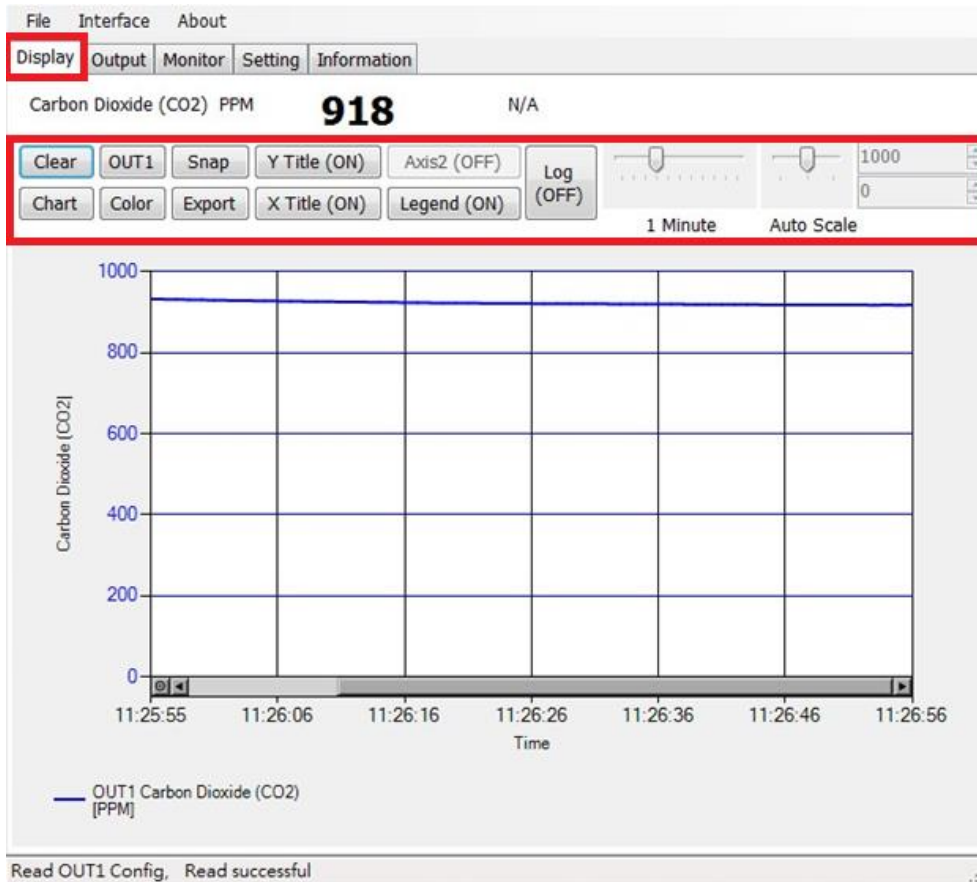 File Interface About
Display Output Monitor Setting Information
Carbon Dioxide (CO2) PPM 918 N/A
Clear OUT1 Snap Y Title (ON) Axis2 (OFF) Log (OFF) 1000
Chart Color Export X Title (ON) Legend (ON) 0
1 Minute Auto Scale
1000
800
600
400
200
0
Carbon Dioxide (CO2)
11:25:55 11:26:06 11:26:16 11:26:26 11:26:36 11:26:46 11:26:56
Time
OUT1 Carbon Dioxide (CO2)
[PPM]
Read OUT1 Config, Read successful